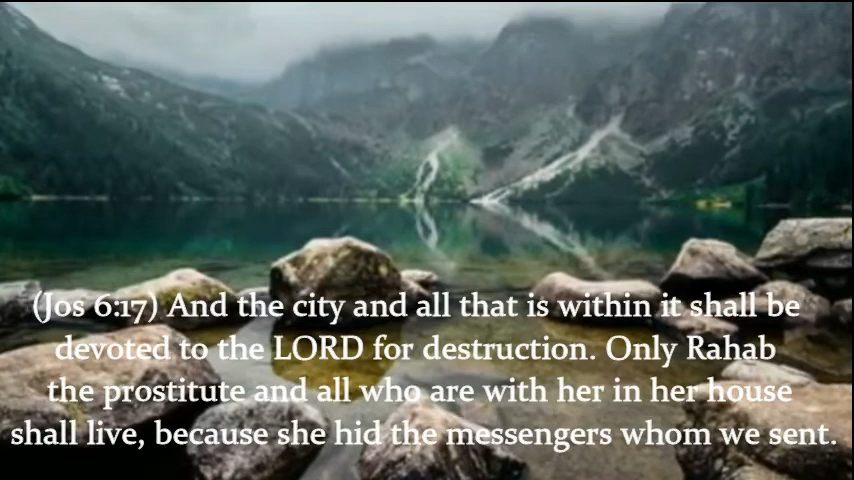 (Jos 6:17) And the city and all that is within it shall be
devoted to the LORD for destruction. Only Rahab
the prostitute and all who are with her in her house
shall live, because she hid the messengers whom we sent.